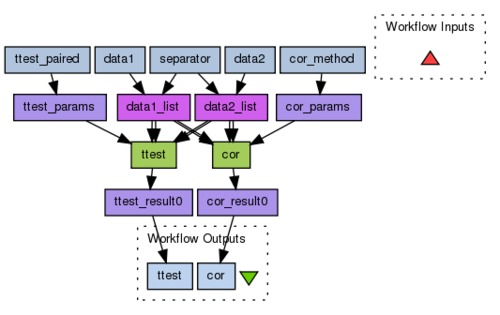 Workflow Inputs
ttest_paired
data1
separator
data2
cor_method
ttest_params
data1_list
data2_list
cor_params
ttest
cor
ttest_result0
cor_result0
Workflow Outputs
ttest
cor